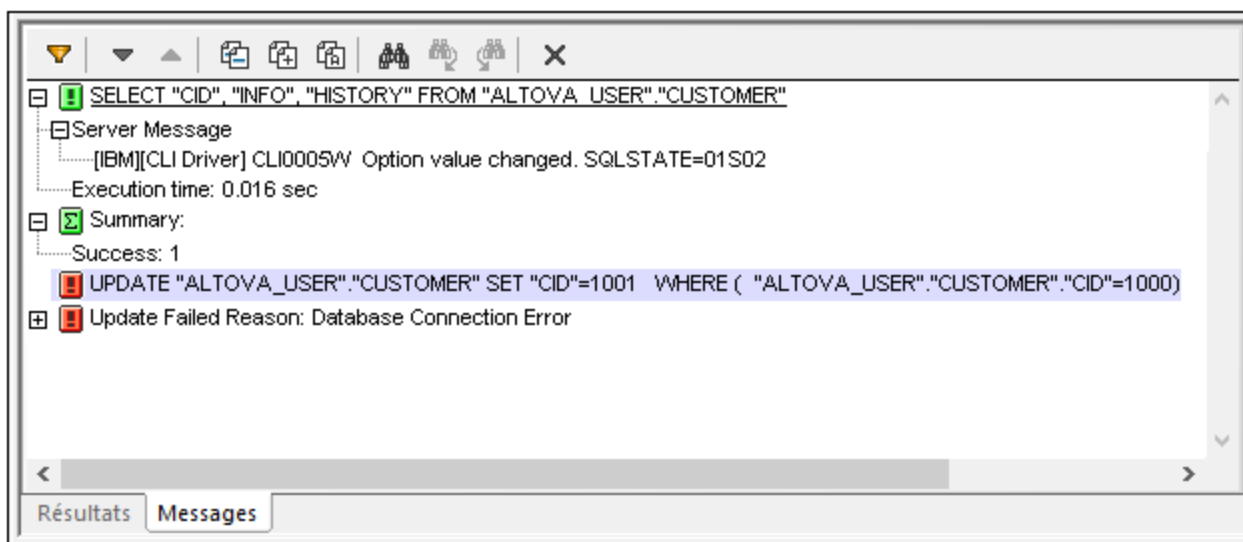 SELECT "CID", "INFO", "HISTORY" FROM "ALTOVA_USER"."CUSTOMER"
Server Message
[IBM][CLI Driver] CLI0005W  Option value changed. SQLSTATE=01S02
Execution time: 0.016 sec
Summary:
Success: 1
UPDATE "ALTOVA_USER"."CUSTOMER" SET "CID"=1001   WHERE (  "ALTOVA_USER"."CUSTOMER"."CID"=1000)
Update Failed Reason: Database Connection Error
Résultats Messages